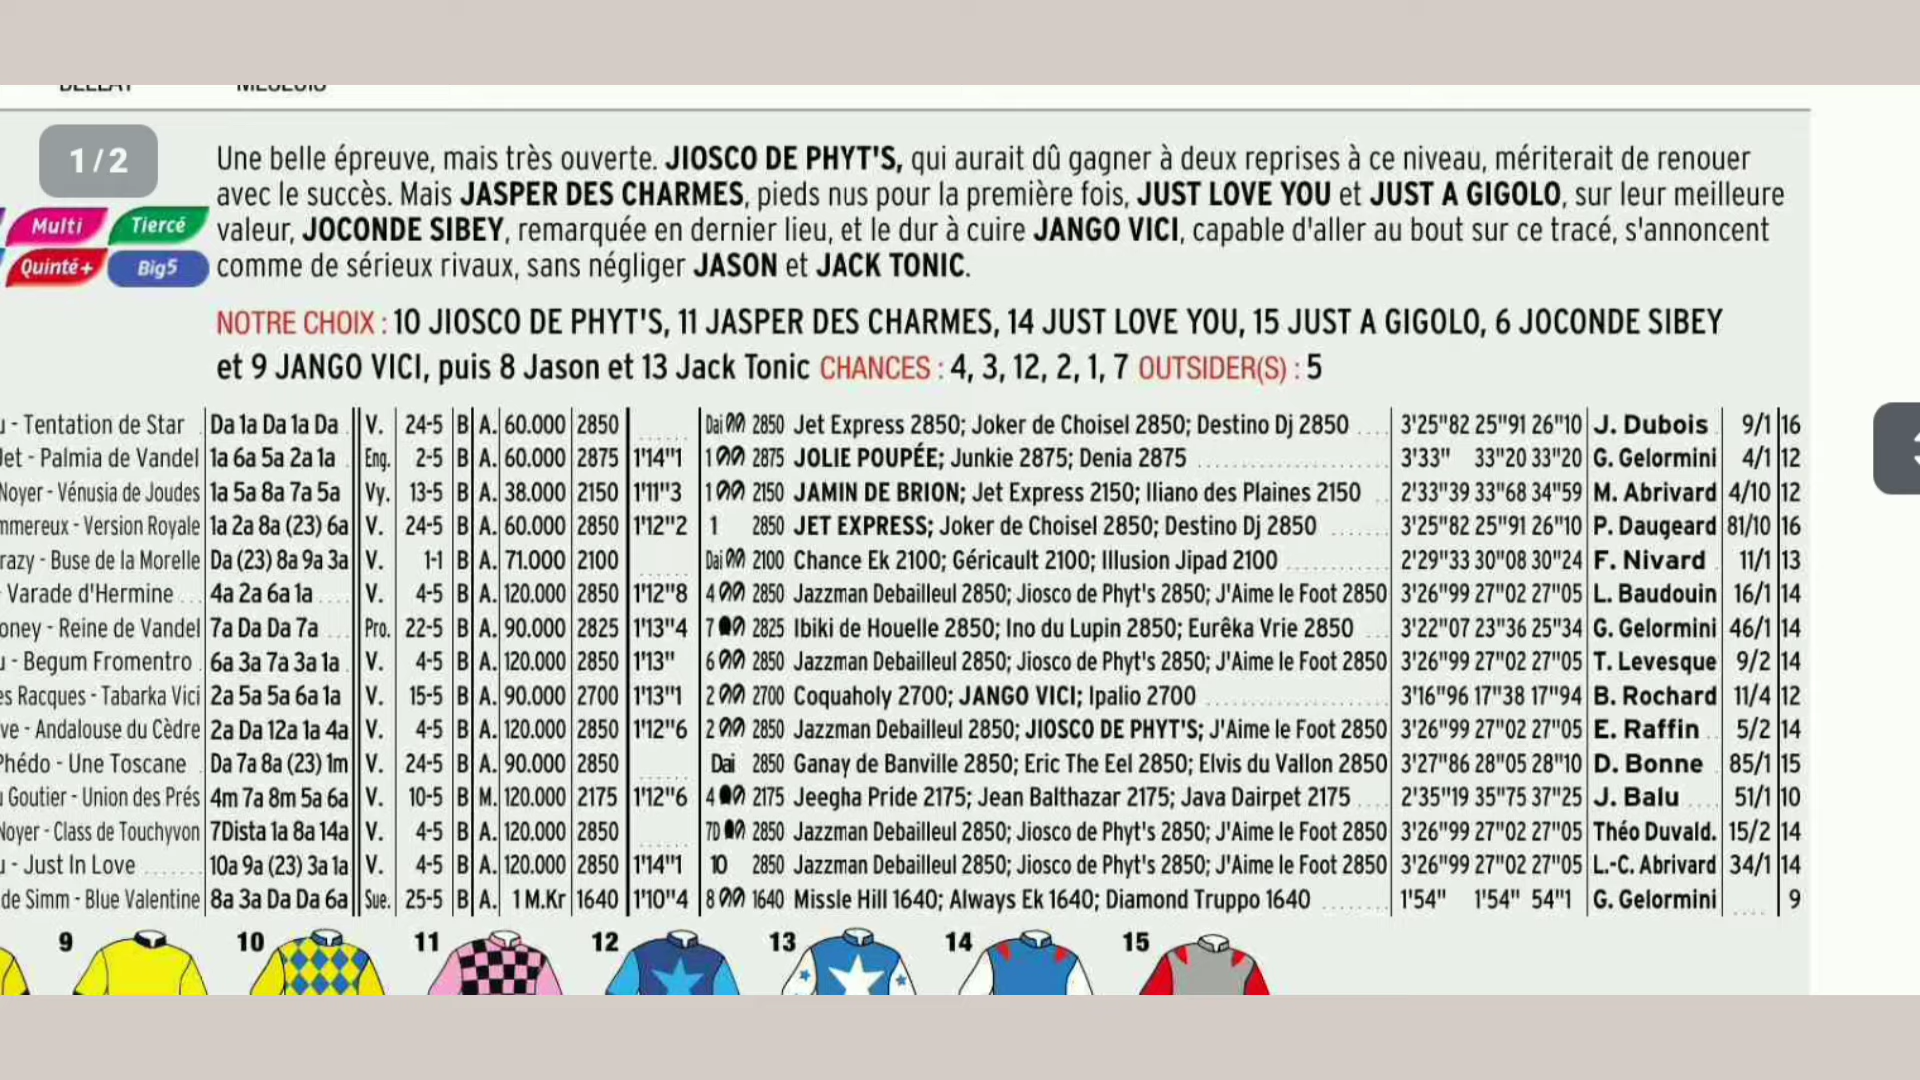 1/2
Multi Tiercé
Quinté+ Big5
Une belle épreuve, mais très ouverte. JIOSCO DE PHYT'S, qui aurait dû gagner à deux reprises à ce niveau, mériterait de renouer
avec le succès. Mais JASPER DES CHARMES, pieds nus pour la première fois, JUST LOVE YOU et JUST A GIGOLO, sur leur meilleure
valeur, JOCONDE SIBEY, remarquée en dernier lieu, et le dur à cuire JANGO VICI, capable d'aller au bout sur ce tracé, s'annoncent
comme de sérieux rivaux, sans négliger JASON et JACK TONIC.
NOTRE CHOIX : 10 JIOSCO DE PHYT'S, 11 JASPER DES CHARMES, 14 JUST LOVE YOU, 15 JUST A GIGOLO, 6 JOCONDE SIBEY
et 9 JANGO VICI, puis 8 Jason et 13 Jack Tonic CHANCES : 4, 3, 12, 2, 1, 7 OUTSIDER(S) : 5
- Tentation de Star Da 1a Da 1a Da V. 24-5 B A. 60.000 2850 Dai 2850 Jet Express 2850; Joker de Choisel 2850; Destino Dj 2850 3'25"82 25"91 26"10 J. Dubois 9/1 16
Jet - Palmia de Vandel 1a 6a 5a 2a 1a Eng. 2-5 B A. 60.000 2875 1'14"1 1 2875 JOLIE POUPÉE; Junkie 2875; Denia 2875 3'33" 33"20 33"20 G. Gelormini 4/1 12
Noyer - Vénusia de Joudes 1a 5a 8a 7a 5a Vy. 13-5 B A. 38.000 2150 1'11"3 1 2150 JAMIN DE BRION; Jet Express 2150; Iliano des Plaines 2150 2'33"39 33"68 34"59 M. Abrivard 4/10 12
mmereux - Version Royale 1a 2a 8a (23) 6a V. 24-5 B A. 60.000 2850 1'12"2 1 2850 JET EXPRESS; Joker de Choisel 2850; Destino Dj 2850 3'25"82 25"91 26"10 P. Daugeard 81/10 16
razy - Buse de la Morelle Da (23) 8a 9a 3a V. 1-1 B A. 71.000 2100 Dai 2100 Chance Ek 2100; Géricault 2100; Illusion Jipad 2100 2'29"33 30"08 30"24 F. Nivard 11/1 13
- Varade d'Hermine 4a 2a 6a 1a V. 4-5 B A. 120.000 2850 1'12"8 4 2850 Jazzman Debailleul 2850; Jiosco de Phyt's 2850; J'Aime le Foot 2850 3'26"99 27"02 27"05 L. Baudouin 16/1 14
oney - Reine de Vandel 7a Da Da 7a Pro. 22-5 B A. 90.000 2825 1'13"4 7 2825 Ibiki de Houelle 2850; Ino du Lupin 2850; Eurêka Vrie 2850 3'22"07 23"36 25"34 G. Gelormini 46/1 14
u - Begum Fromentro 6a 3a 7a 3a 1a V. 4-5 B A. 120.000 2850 1'13" 6 2850 Jazzman Debailleul 2850; Jiosco de Phyt's 2850; J'Aime le Foot 2850 3'26"99 27"02 27"05 T. Levesque 9/2 14
es Racques - Tabarka Vici 2a 5a 5a 6a 1a V. 15-5 B A. 90.000 2700 1'13"1 2 2700 Coquaholy 2700; JANGO VICI; Ipalio 2700 3'16"96 17"38 17"94 B. Rochard 11/4 12
ve - Andalouse du Cèdre 2a Da 12a 1a 4a V. 4-5 B A. 120.000 2850 1'12"6 2 2850 Jazzman Debailleul 2850; JIOSCO DE PHYT'S; J'Aime le Foot 2850 3'26"99 27"02 27"05 E. Raffin 5/2 14
Phédo - Une Toscane Da 7a 8a (23) 1m V. 24-5 B A. 90.000 2850 Dai 2850 Ganay de Banville 2850; Eric The Eel 2850; Elvis du Vallon 2850 3'27"86 28"05 28"10 D. Bonne 85/1 15
u Goutier - Union des Prés 4m 7a 8m 5a 6a V. 10-5 B M. 120.000 2175 1'12"6 4 2175 Jeegha Pride 2175; Jean Balthazar 2175; Java Dairpet 2175 2'35"19 35"75 37"25 J. Balu 51/1 10
Noyer - Class de Touchyvon 7Dista 1a 8a 14a V. 4-5 B A. 120.000 2850 7D 2850 Jazzman Debailleul 2850; Jiosco de Phyt's 2850; J'Aime le Foot 2850 3'26"99 27"02 27"05 Théo Duvald. 15/2 14
u - Just In Love 10a 9a (23) 3a 1a V. 4-5 B A. 120.000 2850 1'14"1 10 2850 Jazzman Debailleul 2850; Jiosco de Phyt's 2850; J'Aime le Foot 2850 3'26"99 27"02 27"05 L.-C. Abrivard 34/1 14
de Simm - Blue Valentine 8a 3a Da Da 6a Sue. 25-5 B A. 1 M.Kr 1640 1'10"4 8 1640 Missle Hill 1640; Always Ek 1640; Diamond Truppo 1640 1'54" 1'54" 54"1 G. Gelormini 9
9 10 11 12 13 14 15